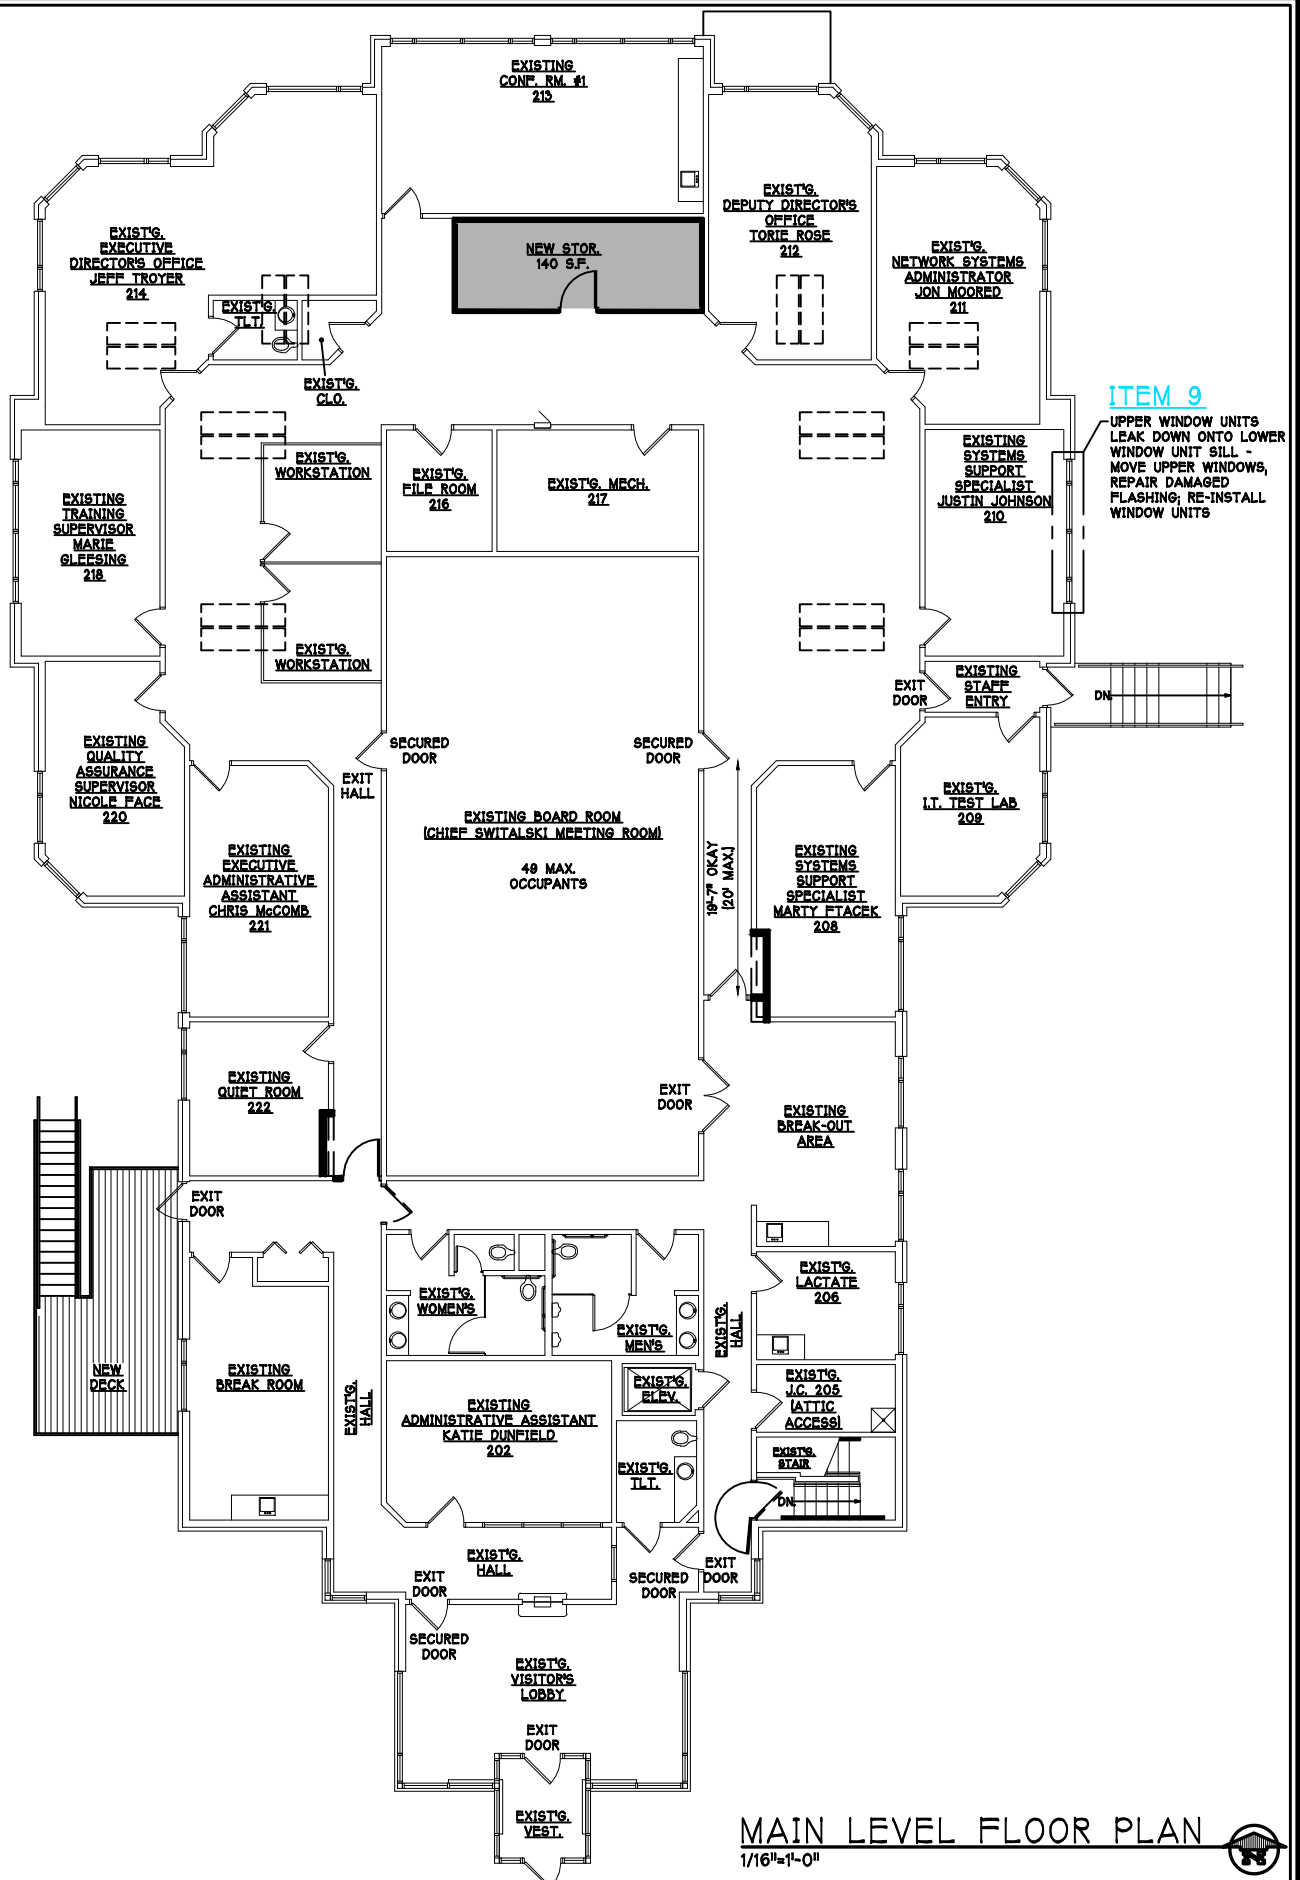 EXISTING
CONF. RM. #1
213
EXIST'G.
DEPUTY DIRECTOR'S
OFFICE
TORIE ROSE
212
EXIST'G.
EXECUTIVE
DIRECTOR'S OFFICE
JEFF TROYER
214
NEW STOR.
140 S.F.
EXIST'G.
NETWORK SYSTEMS
ADMINISTRATOR
JON MOORED
211
EXIST'G.
TLT.
EXIST'G.
CLO.
ITEM 9
UPPER WINDOW UNITS
LEAK DOWN ONTO LOWER
WINDOW UNIT SILL -
MOVE UPPER WINDOWS,
REPAIR DAMAGED
FLASHING; RE-INSTALL
WINDOW UNITS
EXIST'G.
WORKSTATION
EXIST'G.
FILE ROOM
216
EXIST'G. MECH.
217
EXISTING
SYSTEMS
SUPPORT
SPECIALIST
JUSTIN JOHNSON
210
EXISTING
TRAINING
SUPERVISOR
MARIE
GLEESING
218
EXIST'G.
WORKSTATION
EXIT
DOOR
EXISTING
STAFF
ENTRY
DN.
EXISTING
QUALITY
ASSURANCE
SUPERVISOR
NICOLE FACE
220
SECURED
DOOR
SECURED
DOOR
EXIT
HALL
EXIST'G.
I.T. TEST LAB
209
EXISTING BOARD ROOM
(CHIEF SWITALSKI MEETING ROOM)
49 MAX.
OCCUPANTS
19'-7" OKAY
(20' MAX.)
EXISTING
EXECUTIVE
ADMINISTRATIVE
ASSISTANT
CHRIS McCOMB
221
EXISTING
SYSTEMS
SUPPORT
SPECIALIST
MARTY FTACEK
208
EXISTING
QUIET ROOM
222
EXIT
DOOR
EXISTING
BREAK-OUT
AREA
EXIT
DOOR
EXIST'G.
WOMEN'S
EXIST'G.
MEN'S
EXIST'G.
HALL
EXIST'G.
LACTATE
206
NEW
DECK
EXISTING
BREAK ROOM
EXIST'G.
HALL
EXISTING
ADMINISTRATIVE ASSISTANT
KATIE DUNFIELD
202
EXIST'G.
ELEV.
EXIST'G.
J.C. 205
(ATTIC
ACCESS)
EXIST'G.
STAIR
EXIST'G.
TLT.
DN.
EXIST'G.
HALL
EXIT
DOOR
SECURED
DOOR
EXIT
DOOR
SECURED
DOOR
EXIST'G.
VISITOR'S
LOBBY
EXIT
DOOR
EXIST'G.
VEST.
MAIN LEVEL FLOOR PLAN
1/16"=1'-0"
N